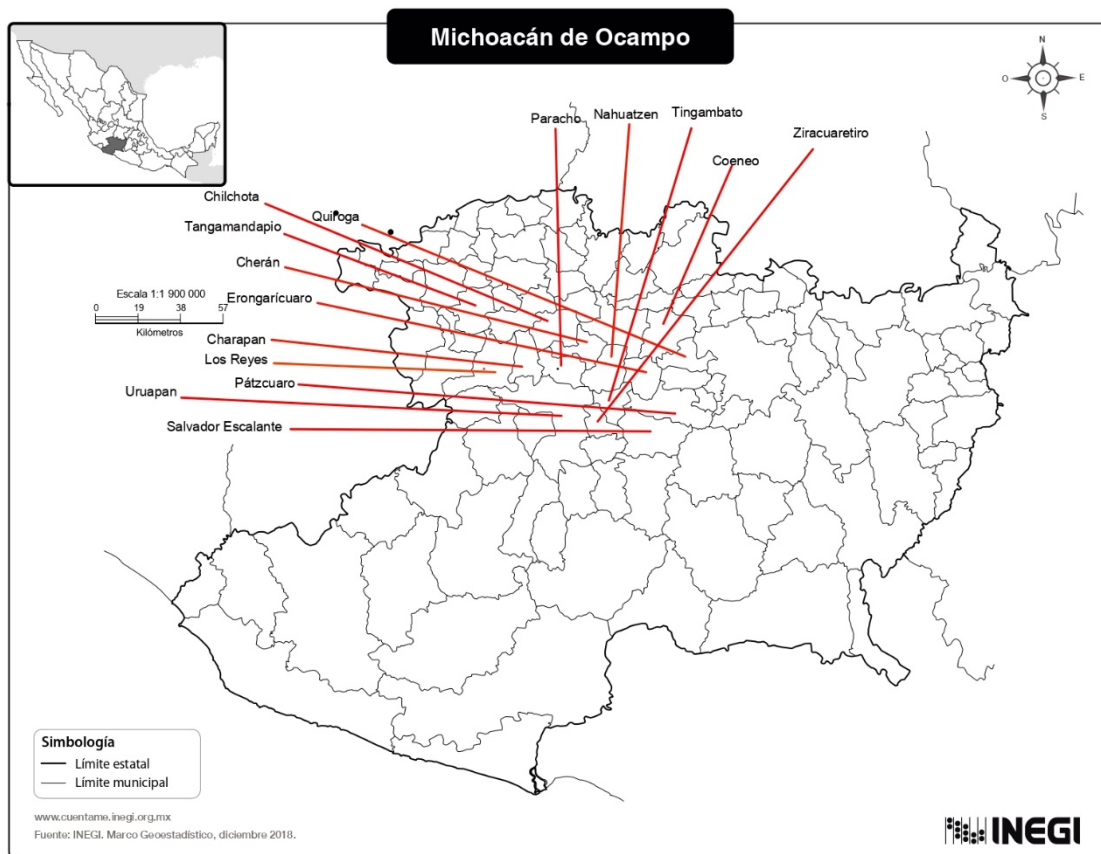 Michoacán de Ocampo
N
O
E
S
Paracho
Nahuatzen
Tingambato
Ziracuaretiro
Coeneo
Chilchota
Quiroga
Tangamandapio
Cherán
Erongarícuaro
Escala 1:1 900 000
0 19 38 57
Kilómetros
Charapan
Los Reyes
Pátzcuaro
Uruapan
Salvador Escalante
Simbología
Límite estatal
Límite municipal
www.cuentame.inegi.org.mx
Fuente: INEGI. Marco Geoestadístico, diciembre 2018.
INEGI